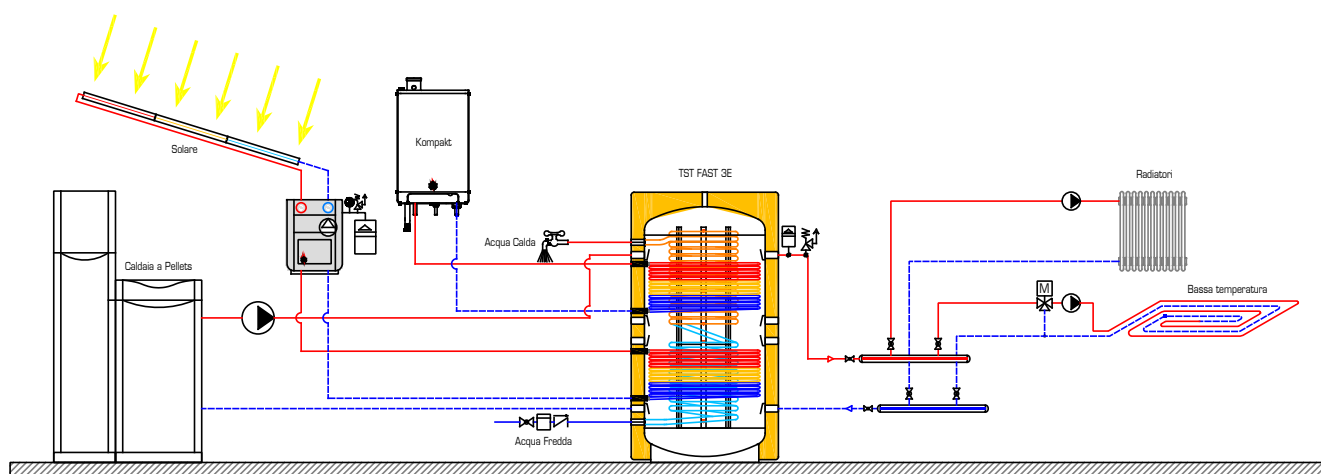 Solare
Kompakt
TST FAST 3E
Radiatori
Acqua Calda
Caldaia a Pellets
M
Bassa temperatura
Acqua Fredda